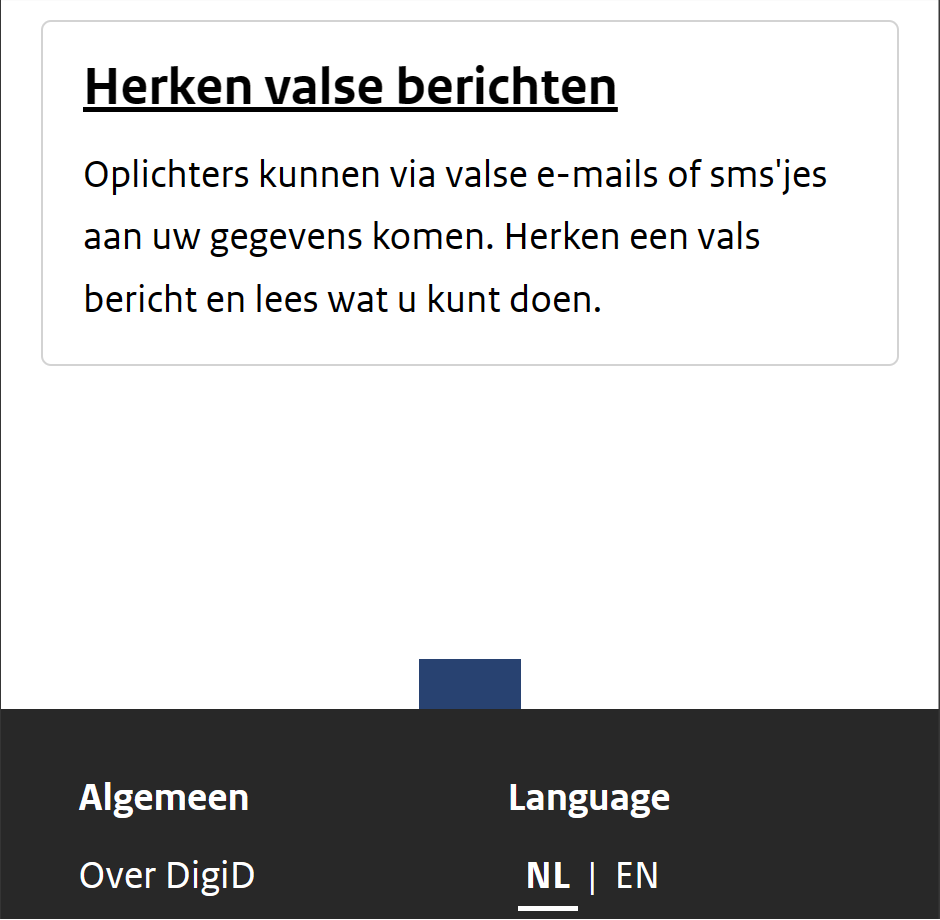 Herken valse berichten
Oplichters kunnen via valse e-mails of sms'jes
aan uw gegevens komen. Herken een vals
bericht en lees wat u kunt doen.
Algemeen
Over DigiD
Language
NL | EN